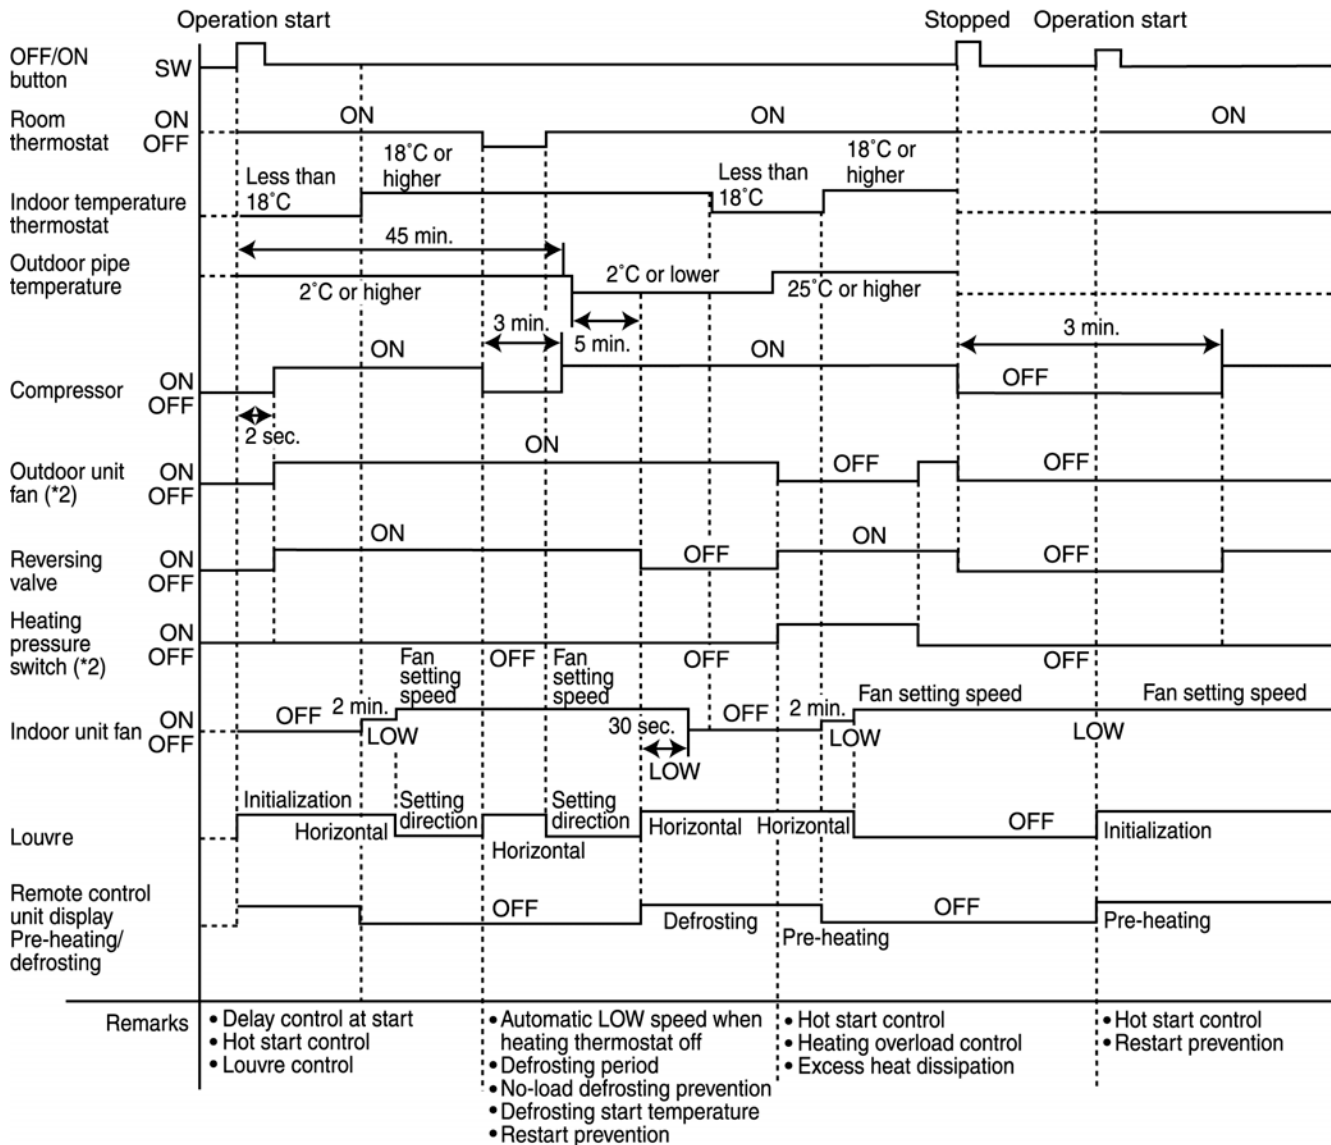 Operation start Stopped Operation start
OFF/ON
button
SW
Room
thermostat
ON
OFF
ON ON ON
18˚C or
higher
Less than
18˚C
Less than
18˚C
18˚C or
higher
Indoor temperature
thermostat
45 min.
Outdoor pipe
temperature
2˚C or higher
2˚C or lower
25˚C or higher
3 min.
5 min.
3 min.
Compressor
ON
OFF
ON ON OFF
2 sec.
Outdoor unit
fan (*2)
ON
OFF
ON OFF OFF
Reversing
valve
ON
OFF
ON OFF ON OFF
Heating
pressure
switch (*2)
ON
OFF
OFF OFF OFF
Indoor unit fan
ON
OFF
OFF
2 min.
LOW
Fan
setting
speed
Fan
setting
speed
30 sec.
LOW
OFF
2 min.
LOW
Fan setting speed
LOW
Fan setting speed
Louvre
Initialization
Horizontal
Setting
direction
Horizontal
Setting
direction
Horizontal
Horizontal
OFF
Initialization
Remote control
unit display
Pre-heating/
defrosting
OFF
Defrosting
Pre-heating
OFF
Pre-heating
Remarks
• Delay control at start
• Hot start control
• Louvre control
• Automatic LOW speed when
heating thermostat off
• Defrosting period
• No-load defrosting prevention
• Defrosting start temperature
• Restart prevention
• Hot start control
• Heating overload control
• Excess heat dissipation
• Hot start control
• Restart prevention